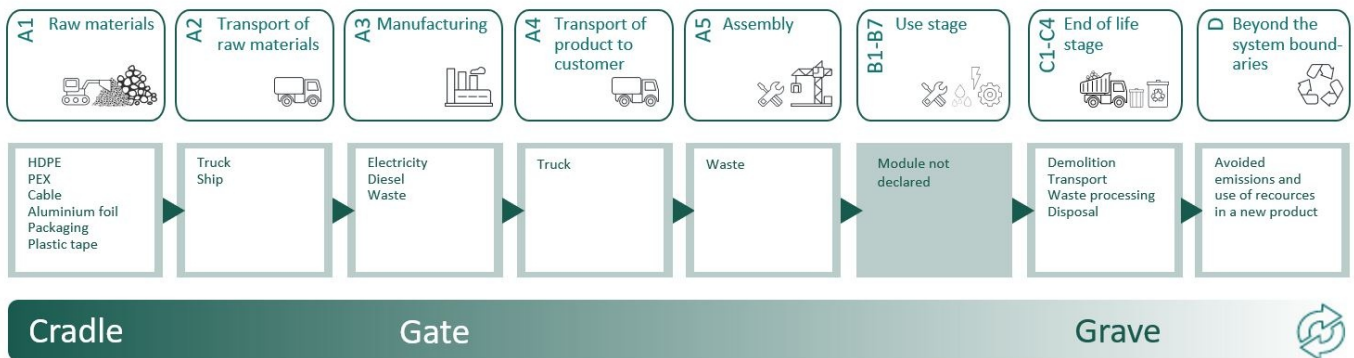 A1
Raw materials
A2
Transport of
raw materials
A3
Manufacturing
A4
Transport of
product to
customer
A5
Assembly
B1-B7
Use stage
C1-C4
End of life
stage
D
Beyond the
system bound-
aries
HDPE
PEX
Cable
Aluminium foil
Packaging
Plastic tape
Truck
Ship
Electricity
Diesel
Waste
Truck
Waste
Module not
declared
Demolition
Transport
Waste processing
Disposal
Avoided
emissions and
use of recources
in a new product
Cradle
Gate
Grave